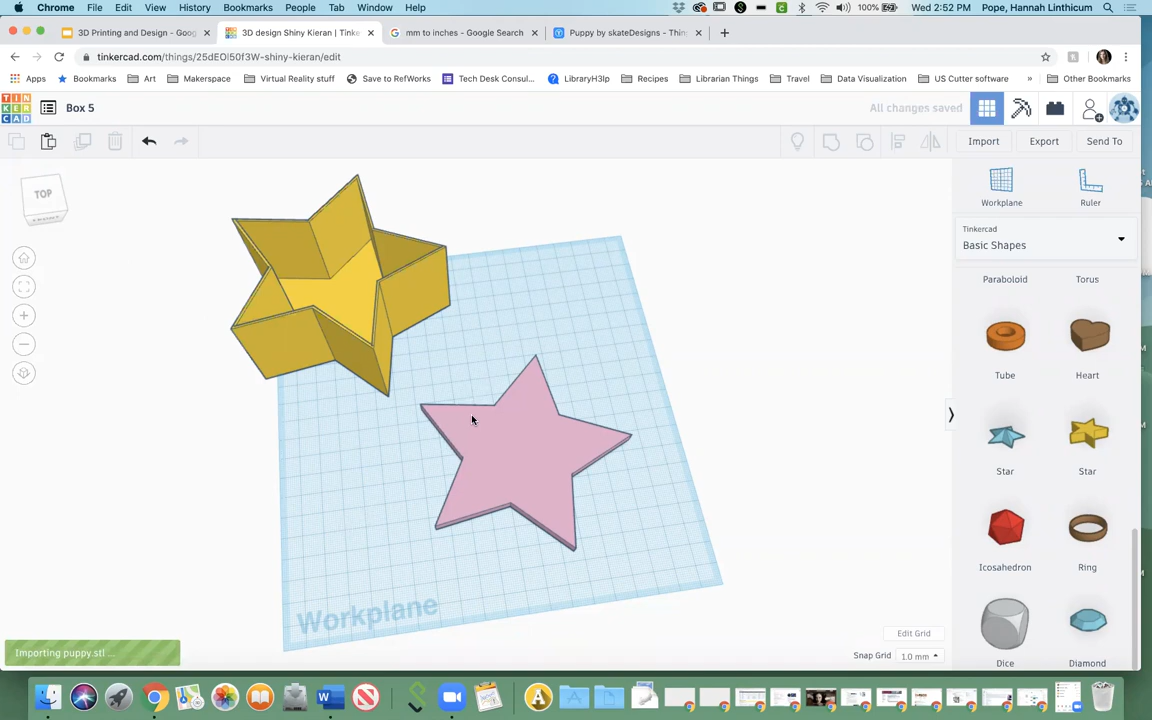 Chrome File Edit View History Bookmarks People Tab Window Help 100% Wed 2:52 PM Pope, Hannah Linthicum
3D Printing and Design - Goog
3D design Shiny Kieran | Tinke
mm to inches - Google Search
Puppy by skateDesigns - Thin
tinkercad.com/things/25dEO!50f3W-shiny-kieran/edit
Apps Bookmarks Art Makerspace Virtual Reality stuff Save to RefWorks Tech Desk Consul... LibraryH3lp Recipes Librarian Things Travel Data Visualization US Cutter software » Other Bookmarks
TIN
KER
CAD
Box 5
All changes saved
Import Export Send To
TOP
Workplane Ruler
Tinkercad
Basic Shapes
Paraboloid Torus
Tube Heart
Star Star
Icosahedron Ring
Dice Diamond
Workplane
Edit Grid
Snap Grid 1.0 mm
Importing puppy.stl ...